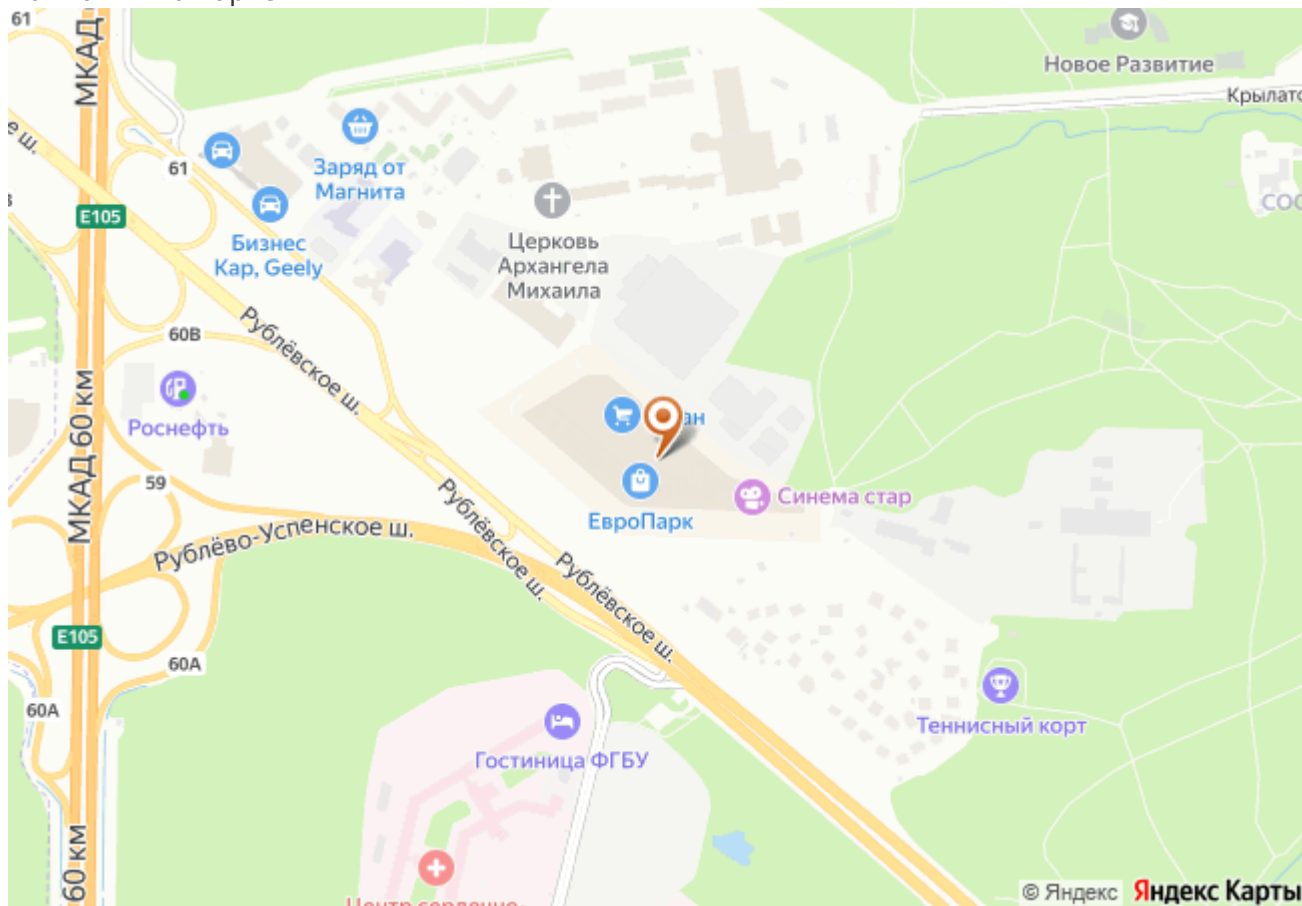 61
МКАД
Новое Развитие
Заряд от
Магнита
61
E105
Бизнес
Кар, Geely
Церковь
Архангела
Михаила
60В
Рублёвское ш.
МКАД 60 км
Роснефть
59
ЕвроПарк
Синема стар
Рублёво-Успенское ш.
Рублёвское ш.
Рублёвское ш.
E105
60А
60А
Теннисный корт
Гостиница ФГБУ
60 км
© Яндекс Яндекс Карты